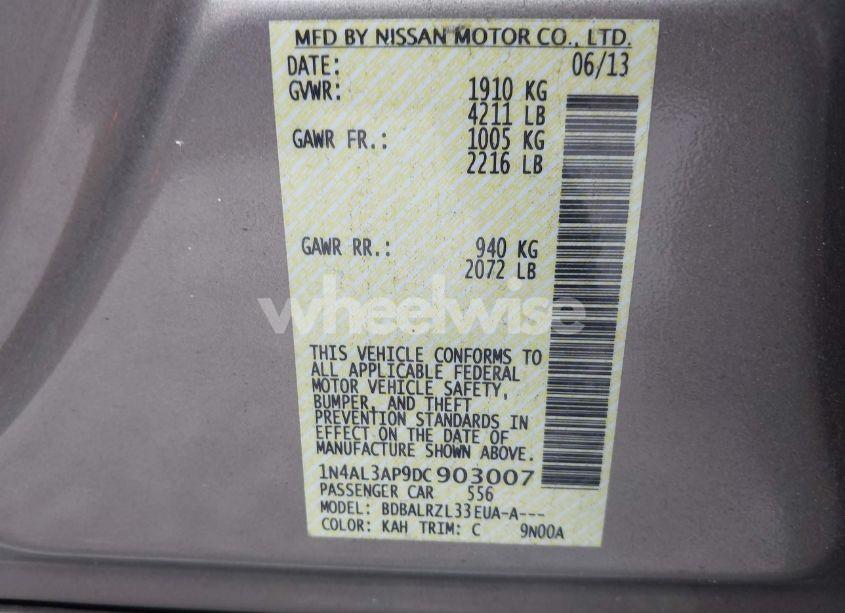 MFD BY NISSAN MOTOR CO., LTD.
DATE: 06/13
GVWR: 1910 KG
4211 LB
GAWR FR.: 1005 KG
2216 LB
GAWR RR.: 940 KG
2072 LB
wheelwise
THIS VEHICLE CONFORMS TO
ALL APPLICABLE FEDERAL
MOTOR VEHICLE SAFETY,
BUMPER, AND THEFT
PREVENTION STANDARDS IN
EFFECT ON THE DATE OF
MANUFACTURE SHOWN ABOVE.
1N4AL3AP9DC903007
PASSENGER CAR 556
MODEL: BDBALRZL33EUA-A---
COLOR: KAH TRIM: C 9N00A